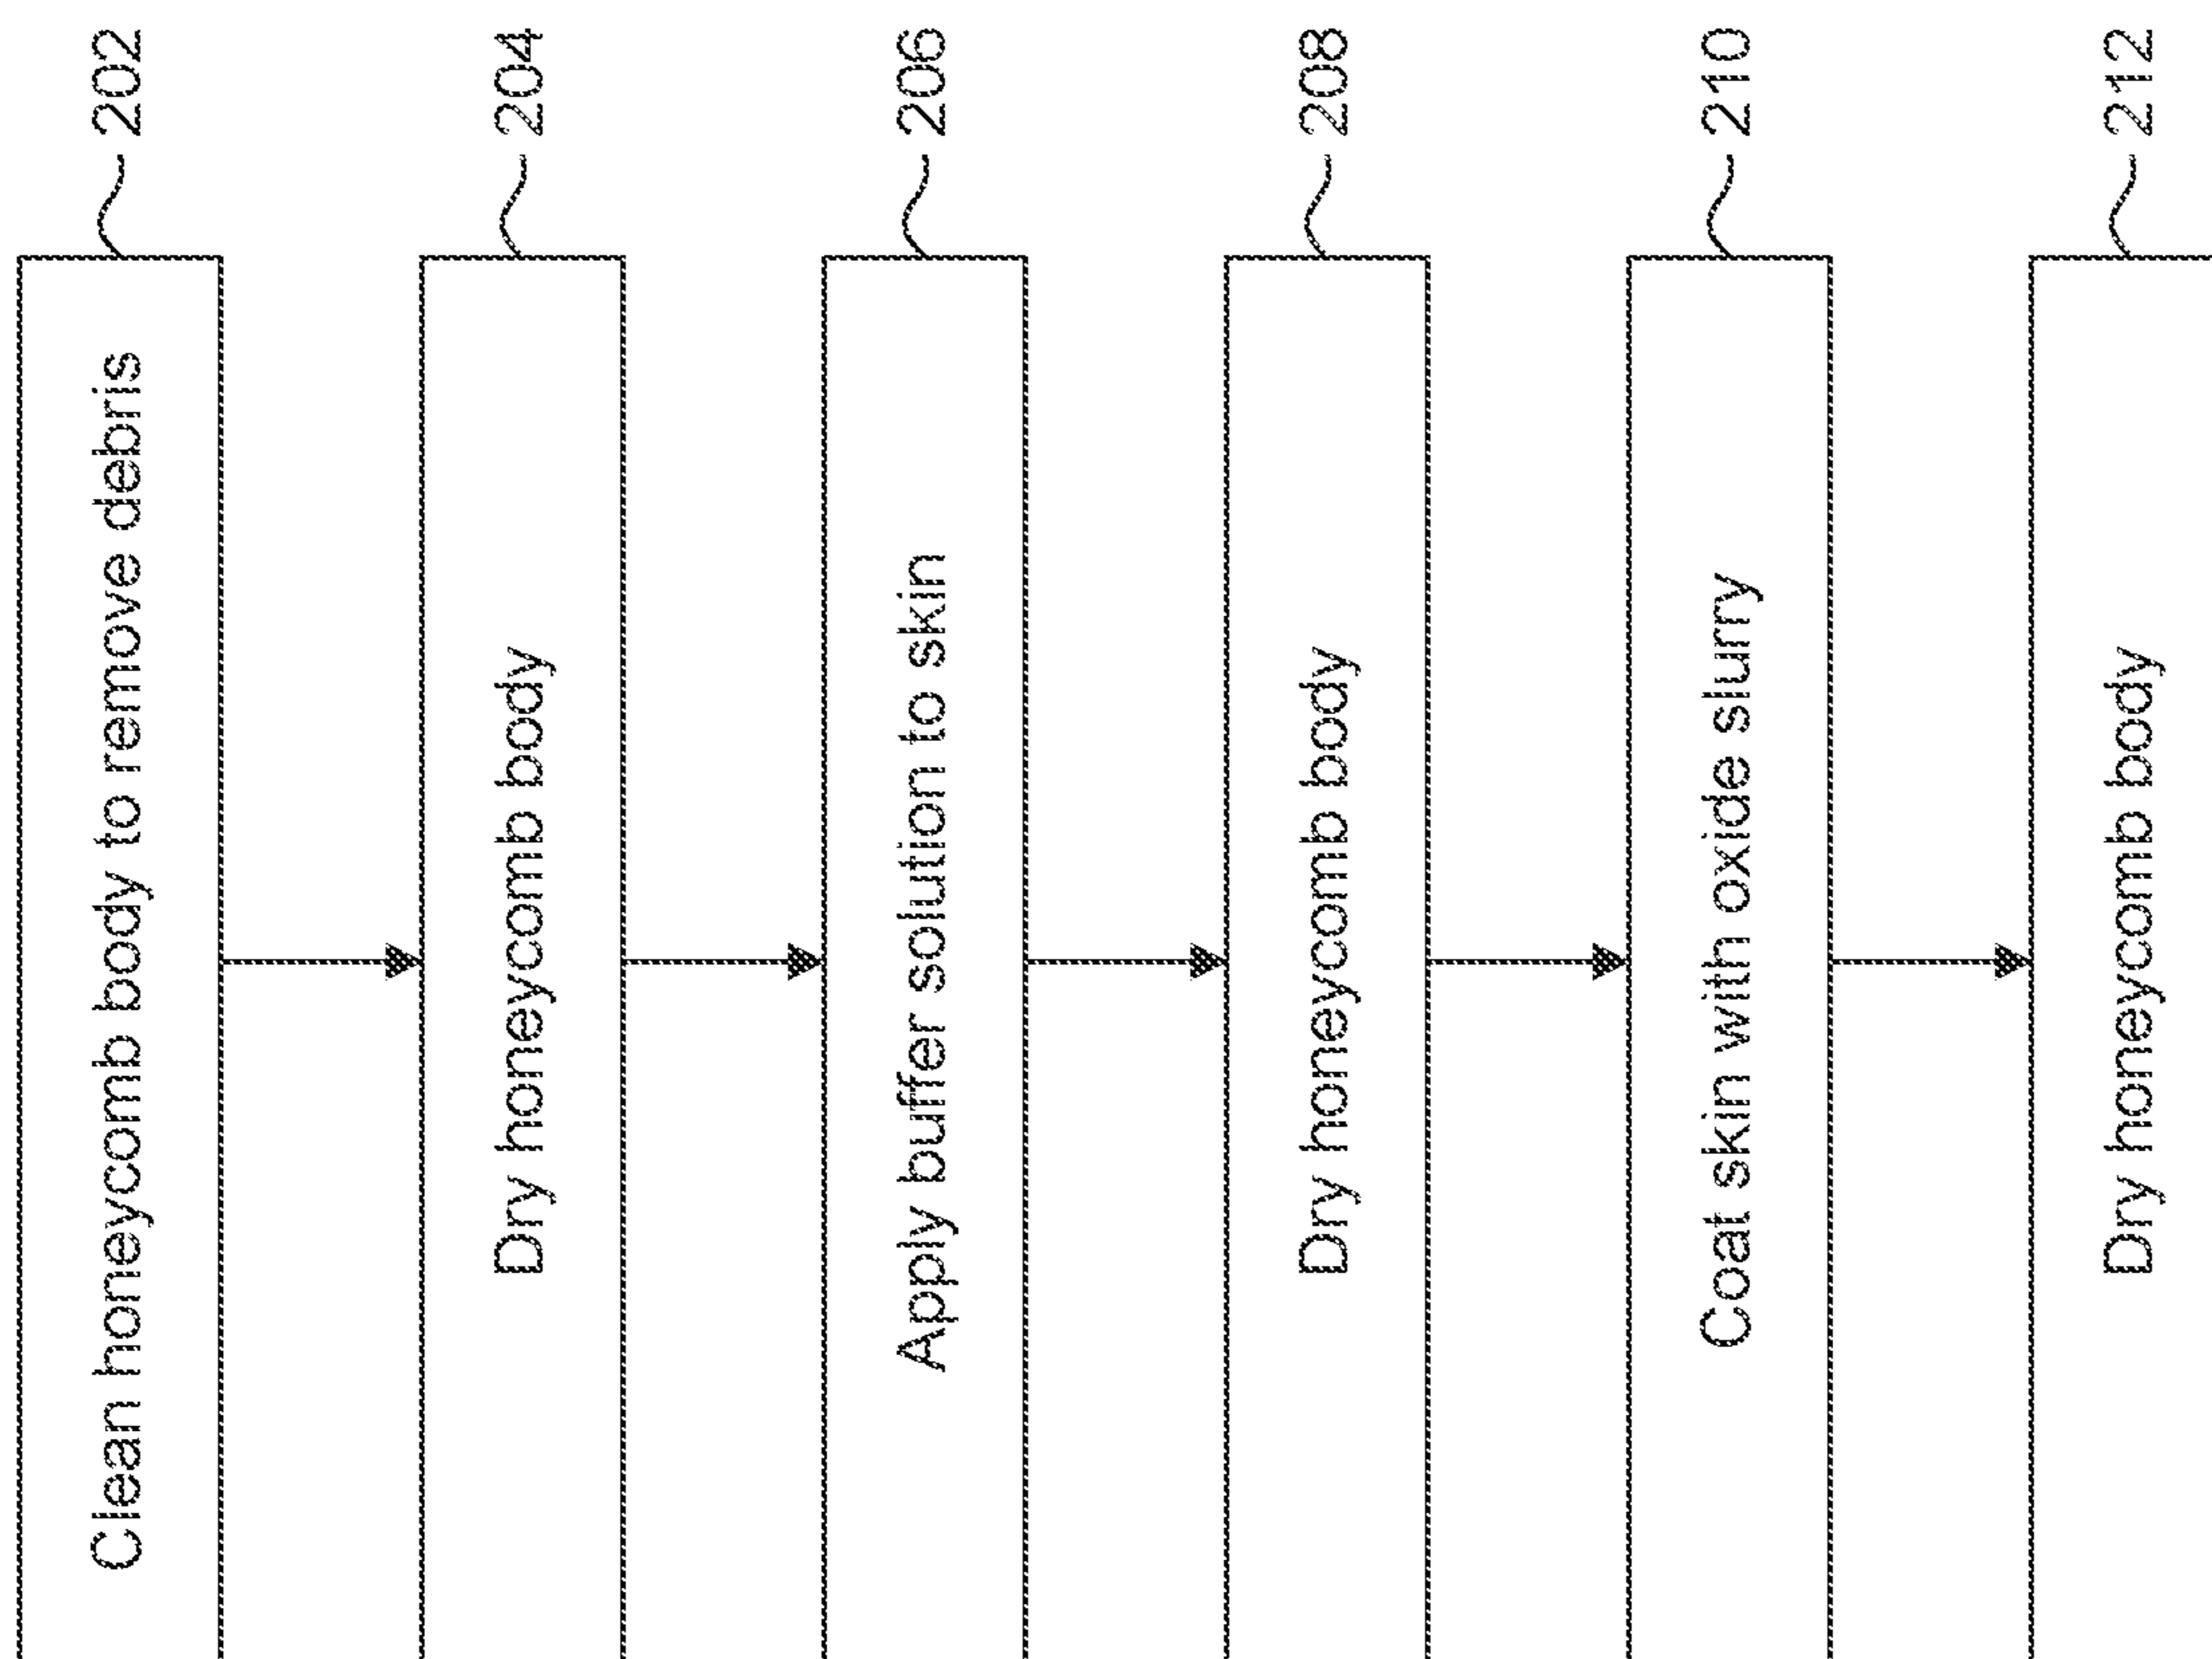 Clean honeycomb body to remove debris
202
Dry honeycomb body
204
Apply buffer solution to skin
206
Dry honeycomb body
208
Coat skin with oxide slurry
210
Dry honeycomb body
212